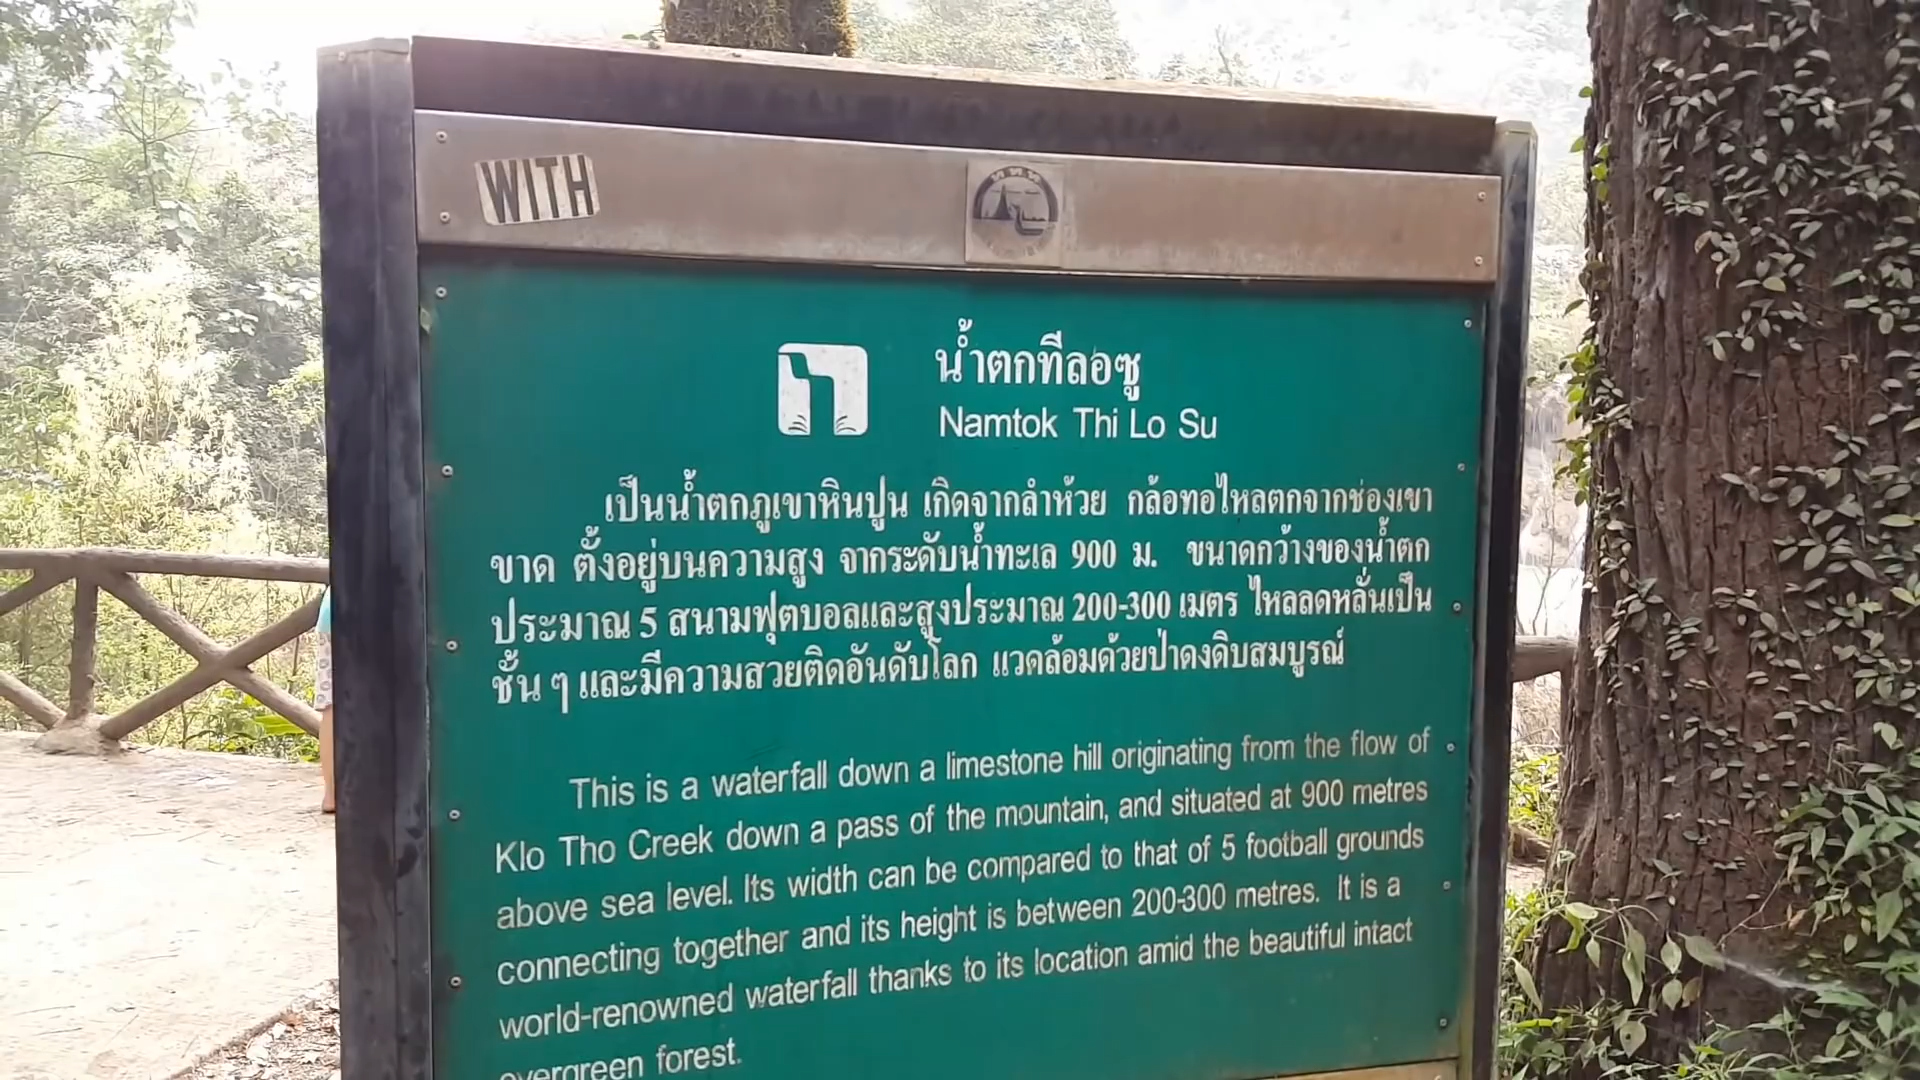 WITH
ททท
น้ำตกทีลอซู
Namtok Thi Lo Su
เป็นน้ำตกภูเขาหินปูน เกิดจากลำห้วย กล้อทอไหลตกจากช่องเขา
ขาด ตั้งอยู่บนความสูง จากระดับน้ำทะเล 900 ม. ขนาดกว้างของน้ำตก
ประมาณ 5 สนามฟุตบอลและสูงประมาณ 200-300 เมตร ไหลลดหลั่นเป็น
ชั้น ๆ และมีความสวยติดอันดับโลก แวดล้อมด้วยป่าดงดิบสมบูรณ์
This is a waterfall down a limestone hill originating from the flow of
Klo Tho Creek down a pass of the mountain, and situated at 900 metres
above sea level. Its width can be compared to that of 5 football grounds
connecting together and its height is between 200-300 metres. It is a
world-renowned waterfall thanks to its location amid the beautiful intact
evergreen forest.